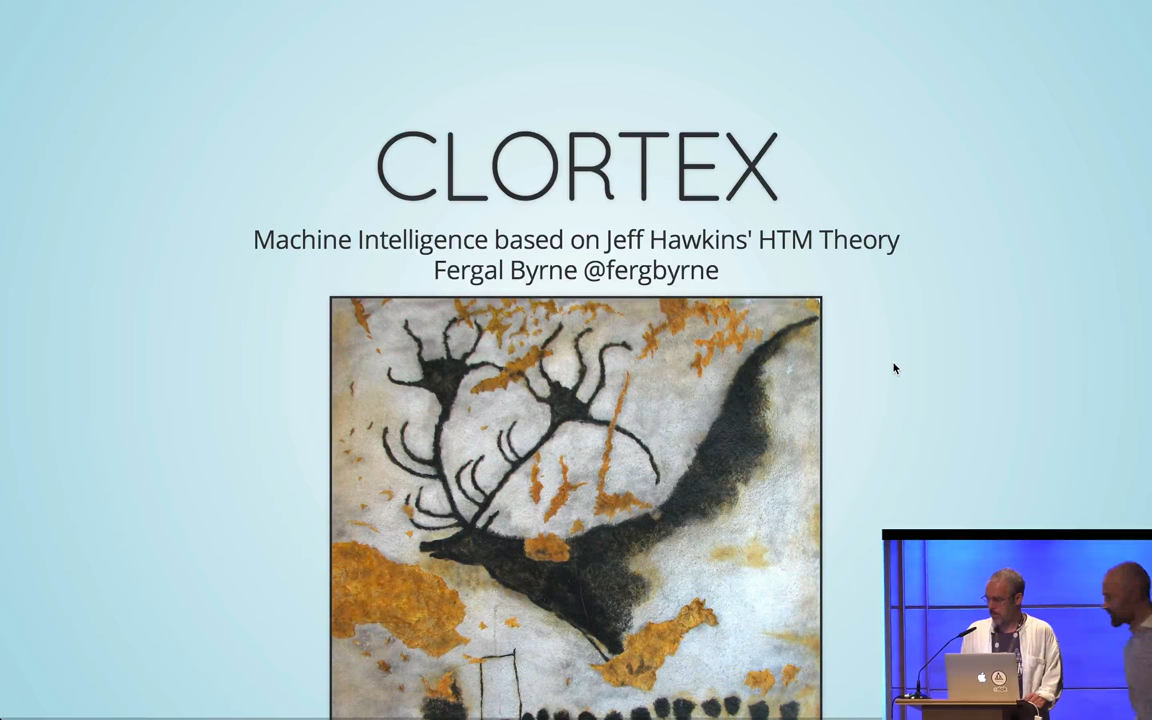 CLORTEX
Machine Intelligence based on Jeff Hawkins' HTM Theory
Fergal Byrne @fergbyrne